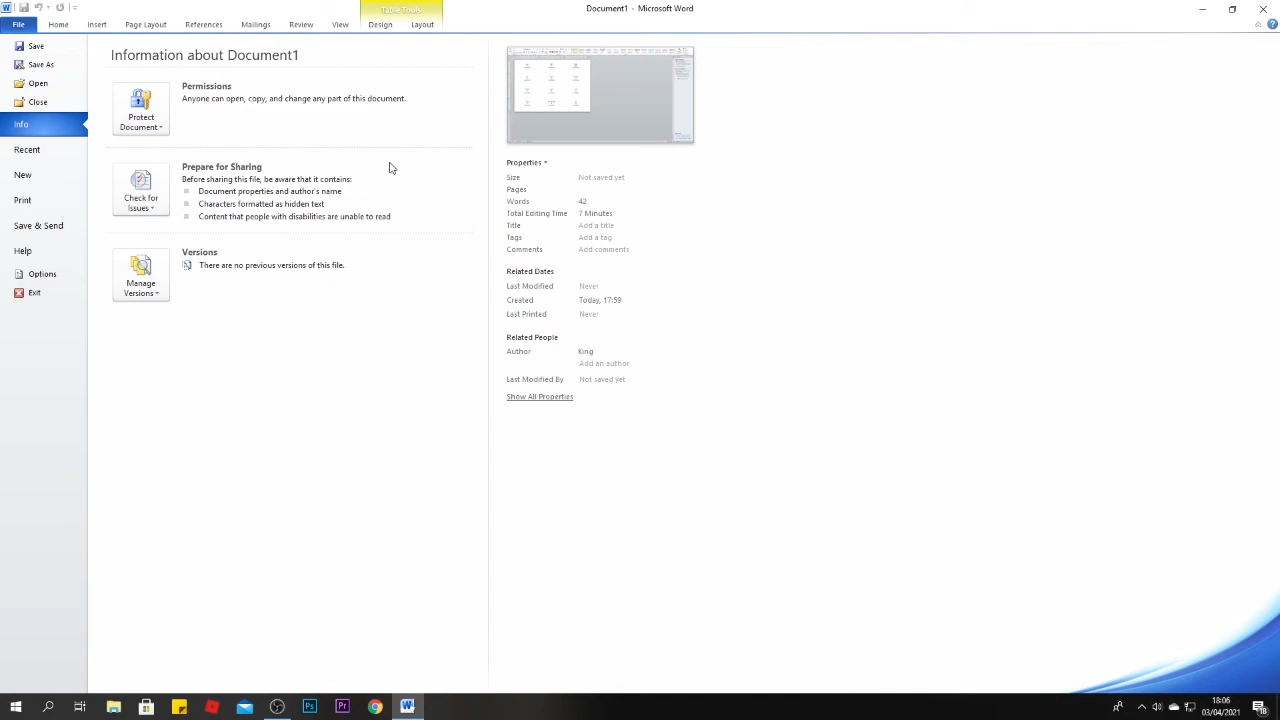 Document1 - Microsoft Word
Table Tools
File Home Insert Page Layout References Mailings Review View Design Layout
Save
Save As
Open
Close
Info
Recent
New
Print
Save & Send
Help
Options
Exit
Information about Document1
Protect
Document
Permissions
Anyone can open, copy, and change any part of this document.
Check for
Issues
Prepare for Sharing
Before sharing this file, be aware that it contains:
Document properties and author's name
Characters formatted as hidden text
Content that people with disabilities are unable to read
Manage
Versions
Versions
There are no previous versions of this file.
Properties
Size Not saved yet
Pages
Words 42
Total Editing Time 7 Minutes
Title Add a title
Tags Add a tag
Comments Add comments
Related Dates
Last Modified Never
Created Today, 17:59
Last Printed Never
Related People
Author King
Add an author
Last Modified By Not saved yet
Show All Properties
Ps Pr W
18:06
03/04/2021